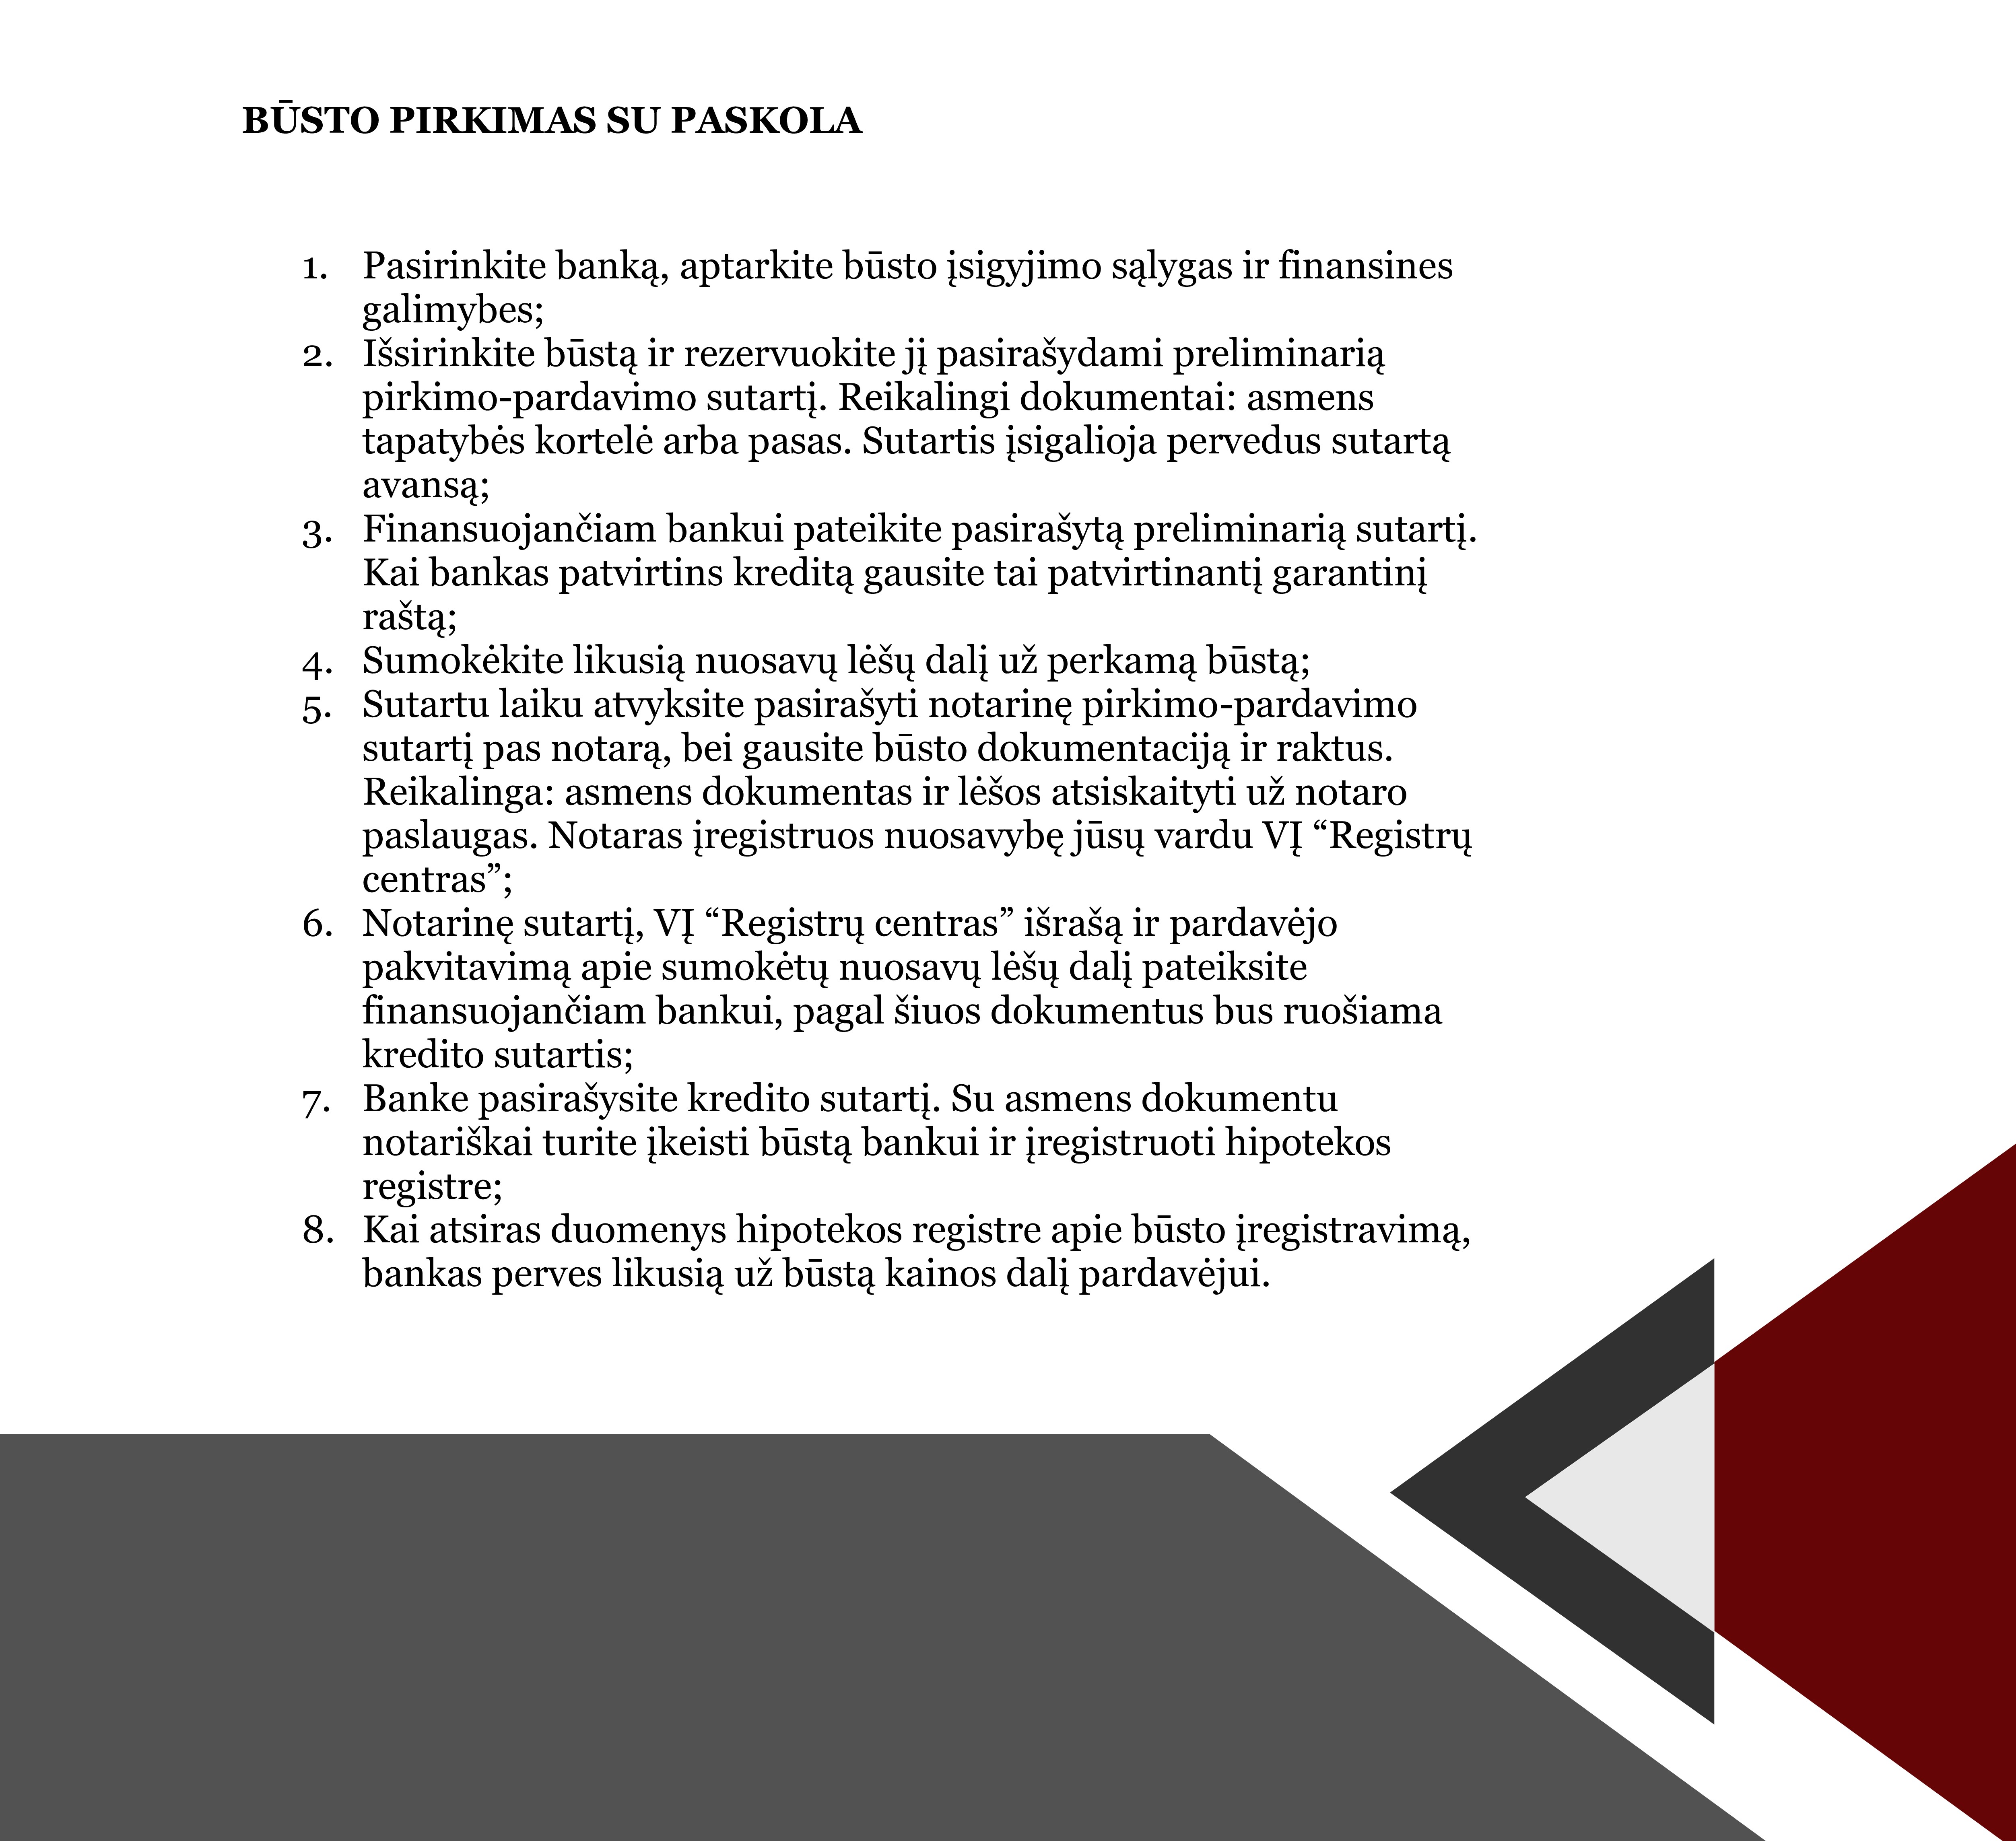 BŪSTO PIRKIMAS SU PASKOLA
1. Pasirinkite banką, aptarkite būsto įsigyjimo sąlygas ir finansines
galimybes;
2. Išsirinkite būstą ir rezervuokite jį pasirašydami preliminarią
pirkimo-pardavimo sutartį. Reikalingi dokumentai: asmens
tapatybės kortelė arba pasas. Sutartis įsigalioja pervedus sutartą
avansą;
3. Finansuojančiam bankui pateikite pasirašytą preliminarią sutartį.
Kai bankas patvirtins kreditą gausite tai patvirtinantį garantinį
raštą;
4. Sumokėkite likusią nuosavų lėšų dalį už perkamą būstą;
5. Sutartu laiku atvyksite pasirašyti notarinę pirkimo-pardavimo
sutartį pas notarą, bei gausite būsto dokumentaciją ir raktus.
Reikalinga: asmens dokumentas ir lėšos atsiskaityti už notaro
paslaugas. Notaras įregistruos nuosavybę jūsų vardu VĮ “Registrų
centras”;
6. Notarinę sutartį, VĮ “Registrų centras” išrašą ir pardavėjo
pakvitavimą apie sumokėtų nuosavų lėšų dalį pateiksite
finansuojančiam bankui, pagal šiuos dokumentus bus ruošiama
kredito sutartis;
7. Banke pasirašysite kredito sutartį. Su asmens dokumentu
notariškai turite įkeisti būstą bankui ir įregistruoti hipotekos
registre;
8. Kai atsiras duomenys hipotekos registre apie būsto įregistravimą,
bankas perves likusią už būstą kainos dalį pardavėjui.